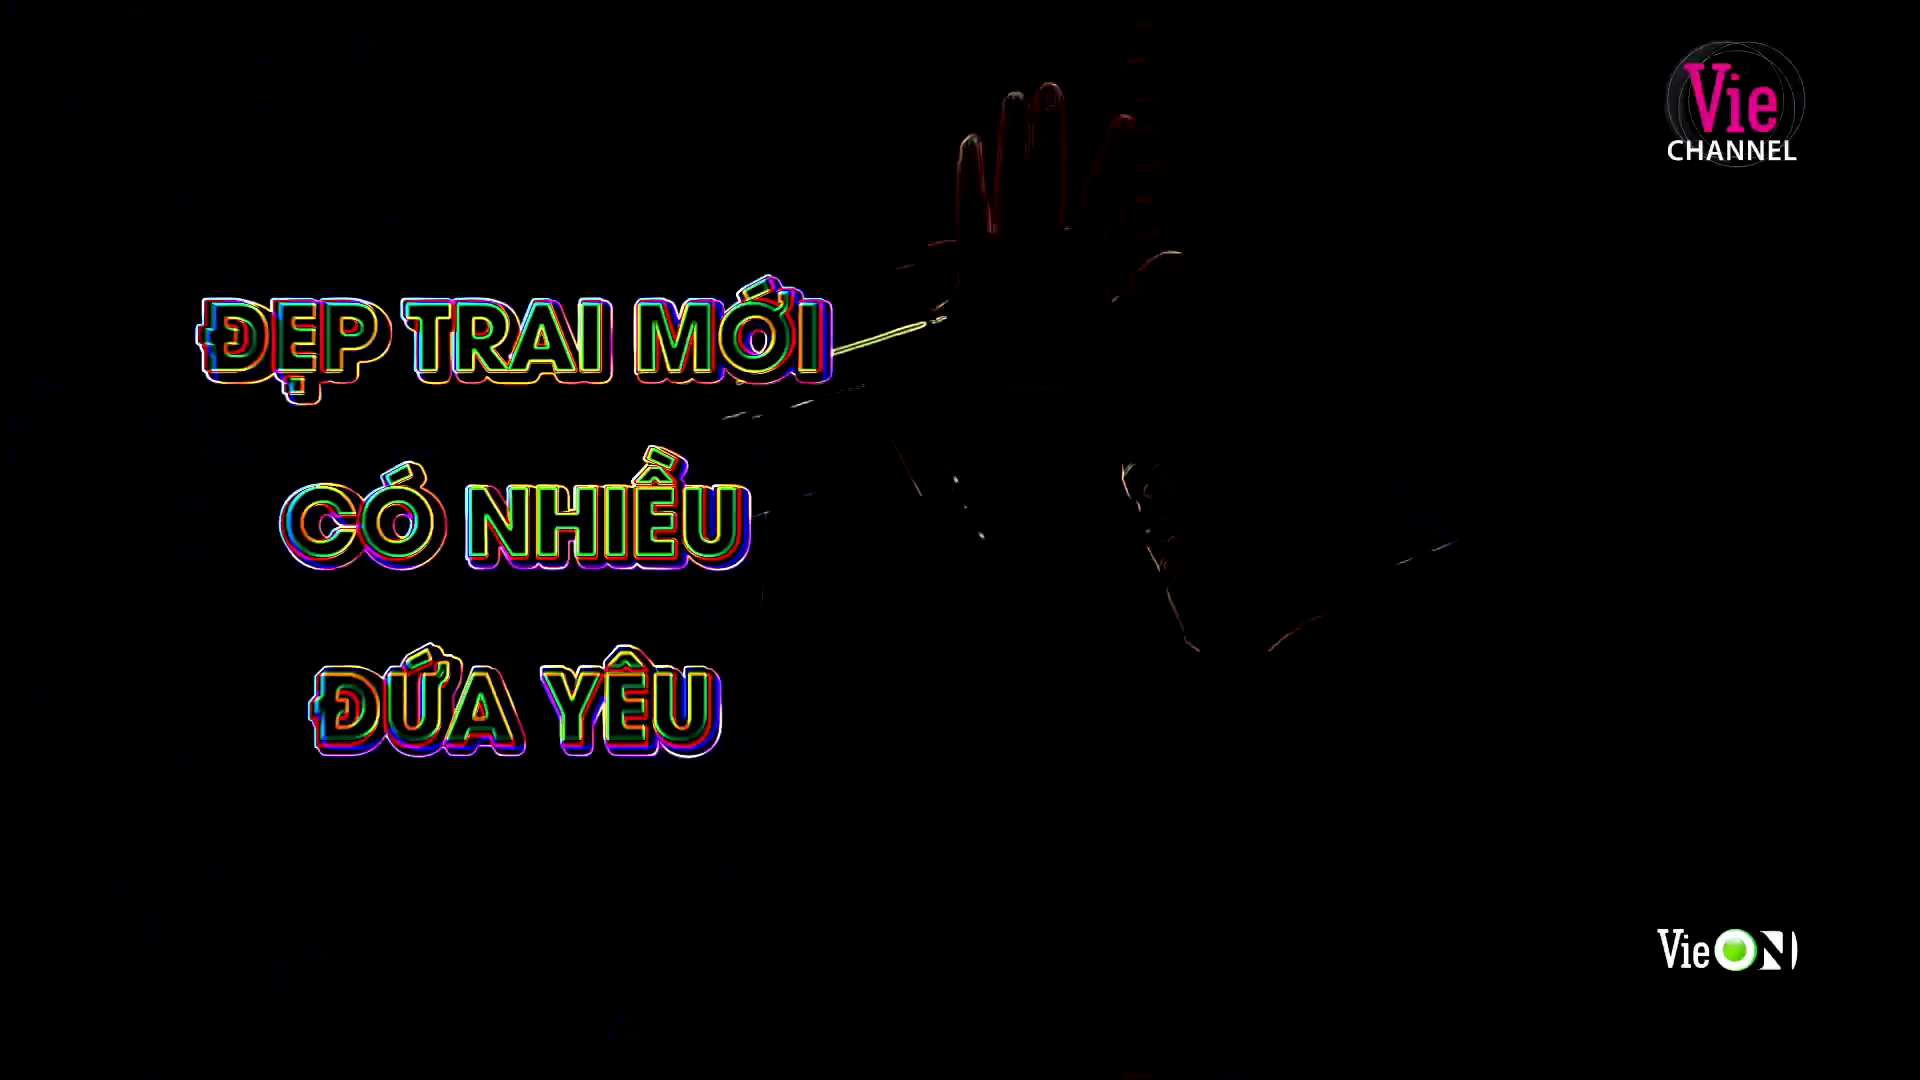 Vie
CHANNEL
ĐẸP TRAI MỚI
CÓ NHIỀU
ĐỨA YÊU
VieON